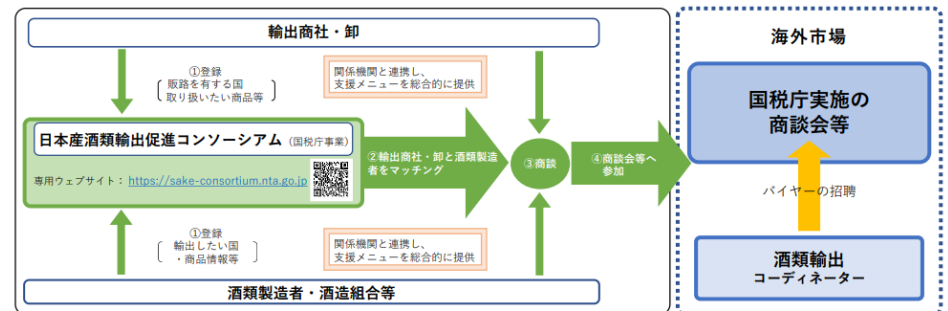 輸出商社・卸
①登録
販路を有する国
取り扱いたい商品等
関係機関と連携し、
支援メニューを総合的に提供
日本産酒類輸出促進コンソーシアム（国税庁事業）
専用ウェブサイト： https://sake-consortium.nta.go.jp
②輸出商社・卸と酒類製造
者をマッチング
③商談
④商談会等へ
参加
①登録
輸出したい国
・商品情報等
関係機関と連携し、
支援メニューを総合的に提供
酒類製造者・酒造組合等
海外市場
国税庁実施の
商談会等
バイヤーの招聘
酒類輸出
コーディネーター